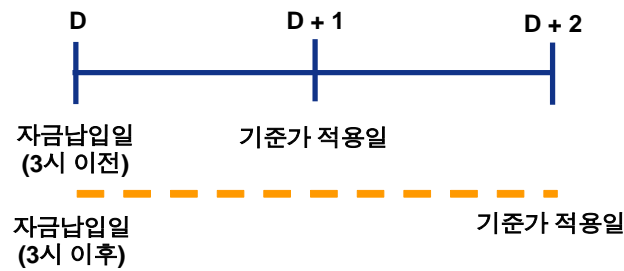 D
D + 1
D + 2
자금납입일
(3시 이전)
기준가 적용일
자금납입일
(3시 이후)
기준가 적용일